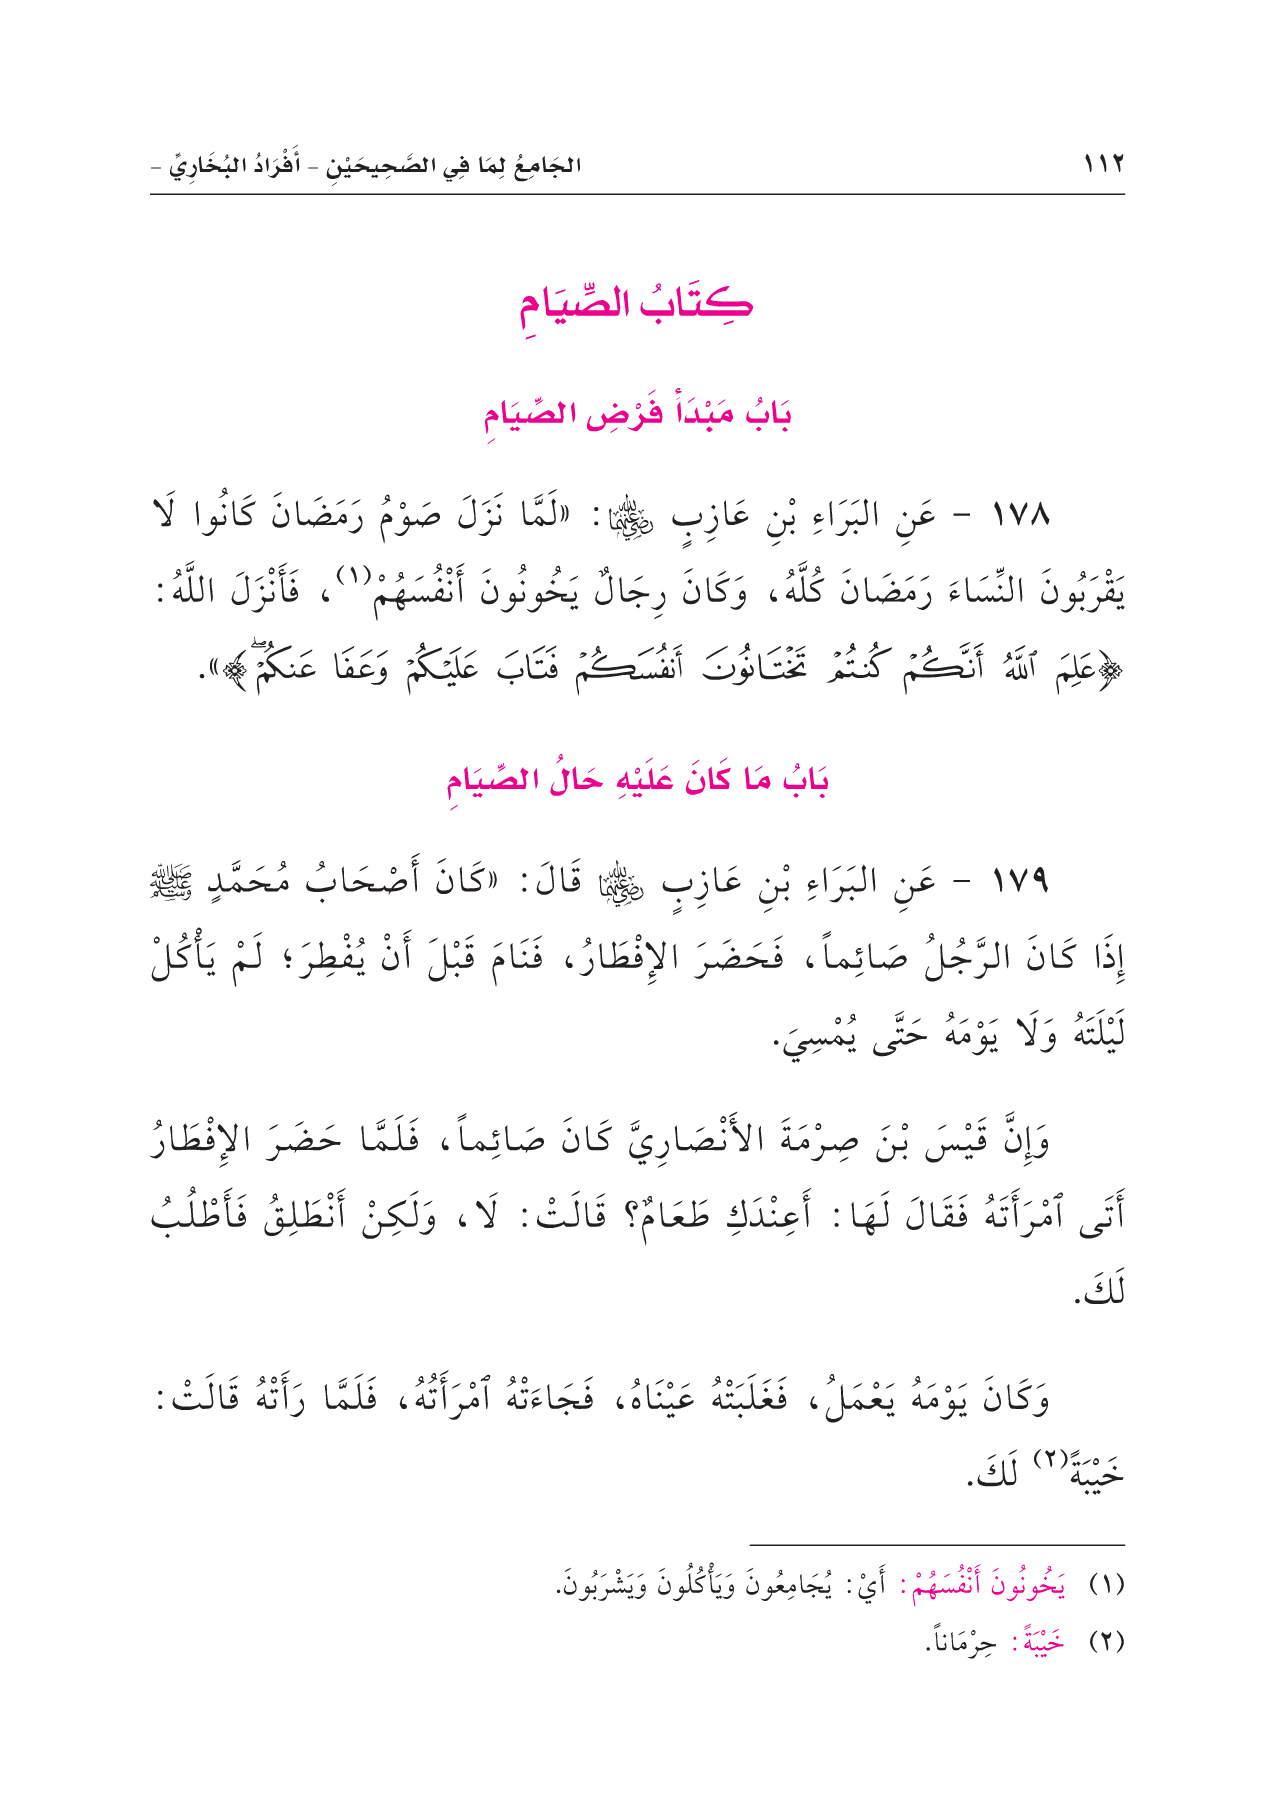 ١١٢
الجَامِعُ لِمَا فِي الصَّحِيحَيْنِ - أَفْرَادُ البُخَارِيِّ -
كِتَابُ الصِّيَامِ
بَابُ مَبْدَأ فَرْضِ الصِّيَامِ
١٧٨ - عَنِ البَرَاءِ بْنِ عَازِبٍ رضي الله عنهما: «لَمَّا نَزَلَ صَوْمُ رَمَضَانَ كَانُوا لَا
يَقْرَبُونَ النِّسَاءَ رَمَضَانَ كُلَّهُ، وَكَانَ رِجَالٌ يَخُونُونَ أَنْفُسَهُمْ(١)، فَأَنْزَلَ اللَّهُ:
﴿عَلِمَ ٱللَّهُ أَنَّكُمۡ كُنتُمۡ تَخۡتَانُونَ أَنفُسَكُمۡ فَتَابَ عَلَيۡكُمۡ وَعَفَا عَنكُمۡۖ﴾».
بَابُ مَا كَانَ عَلَيْهِ حَالُ الصِّيَامِ
١٧٩ - عَنِ البَرَاءِ بْنِ عَازِبٍ رضي الله عنهما قَالَ: «كَانَ أَصْحَابُ مُحَمَّدٍ ﷺ
إِذَا كَانَ الرَّجُلُ صَائِماً، فَحَضَرَ الإِفْطَارُ، فَنَامَ قَبْلَ أَنْ يُفْطِرَ؛ لَمْ يَأْكُلْ
لَيْلَتَهُ وَلَا يَوْمَهُ حَتَّى يُمْسِيَ.
وَإِنَّ قَيْسَ بْنَ صِرْمَةَ الأَنْصَارِيَّ كَانَ صَائِماً، فَلَمَّا حَضَرَ الإِفْطَارُ
أَتَى ٱمْرَأَتَهُ فَقَالَ لَهَا: أَعِنْدَكِ طَعَامٌ؟ قَالَتْ: لَا، وَلَكِنْ أَنْطَلِقُ فَأَطْلُبُ
لَكَ.
وَكَانَ يَوْمَهُ يَعْمَلُ، فَغَلَبَتْهُ عَيْنَاهُ، فَجَاءَتْهُ ٱمْرَأَتُهُ، فَلَمَّا رَأَتْهُ قَالَتْ:
خَيْبَةً(٢) لَكَ.
(١) يَخُونُونَ أَنْفُسَهُمْ: أَيْ: يُجَامِعُونَ وَيَأْكُلُونَ وَيَشْرَبُونَ.
(٢) خَيْبَةً: حِرْمَاناً.